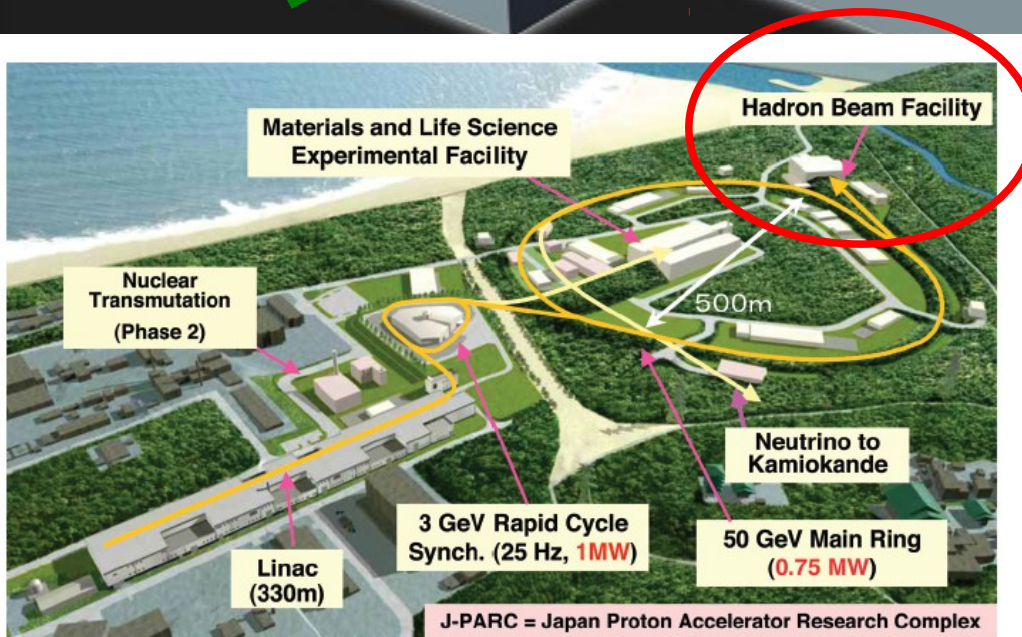 Hadron Beam Facility
Materials and Life Science
Experimental Facility
Nuclear
Transmutation
(Phase 2)
500m
Neutrino to
Kamiokande
3 GeV Rapid Cycle
Synch. (25 Hz, 1MW)
50 GeV Main Ring
(0.75 MW)
Linac
(330m)
J-PARC = Japan Proton Accelerator Research Complex